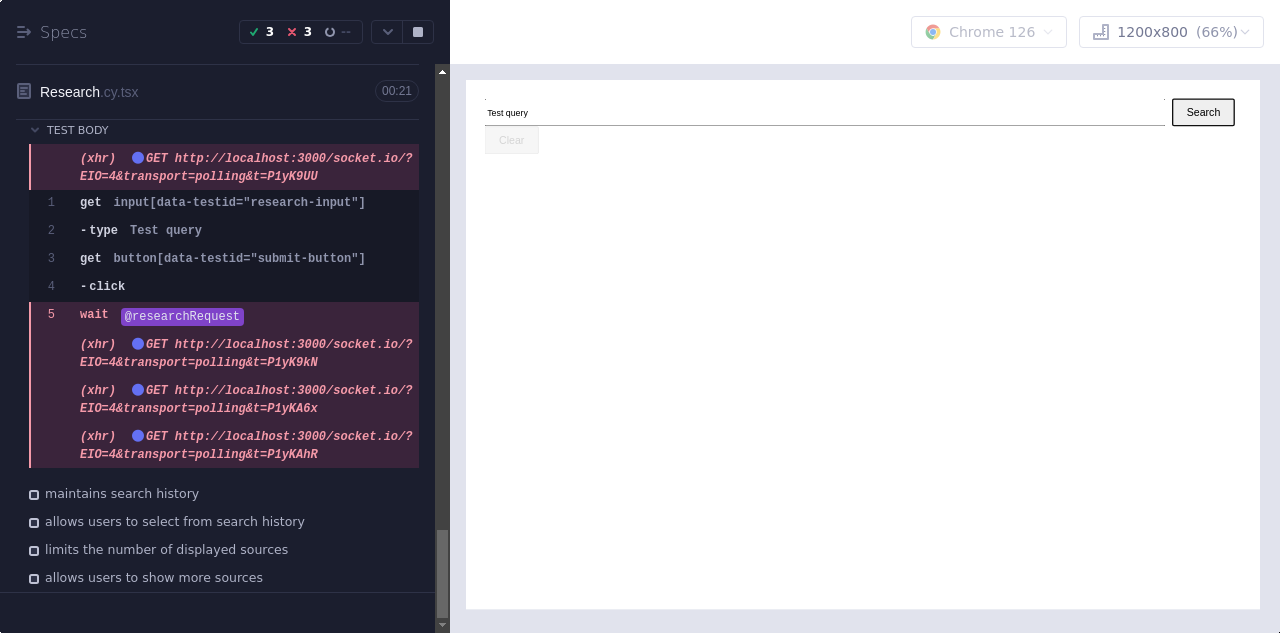 Specs
3 3 --
Chrome 126
1200x800 (66%)
Research.cy.tsx
00:21
TEST BODY
(xhr) GET http://localhost:3000/socket.io/?
EIO=4&transport=polling&t=P1yK9UU
1 get input[data-testid="research-input"]
2 -type Test query
3 get button[data-testid="submit-button"]
4 -click
5 wait @researchRequest
(xhr) GET http://localhost:3000/socket.io/?
EIO=4&transport=polling&t=P1yK9kN
(xhr) GET http://localhost:3000/socket.io/?
EIO=4&transport=polling&t=P1yKA6x
(xhr) GET http://localhost:3000/socket.io/?
EIO=4&transport=polling&t=P1yKAhR
maintains search history
allows users to select from search history
limits the number of displayed sources
allows users to show more sources
Test query
Search
Clear